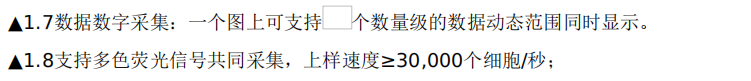 ▲1.7数据数字采集：一个图上可支持个数量级的数据动态范围同时显示。
▲1.8支持多色荧光信号共同采集，上样速度≥30,000个细胞/秒；